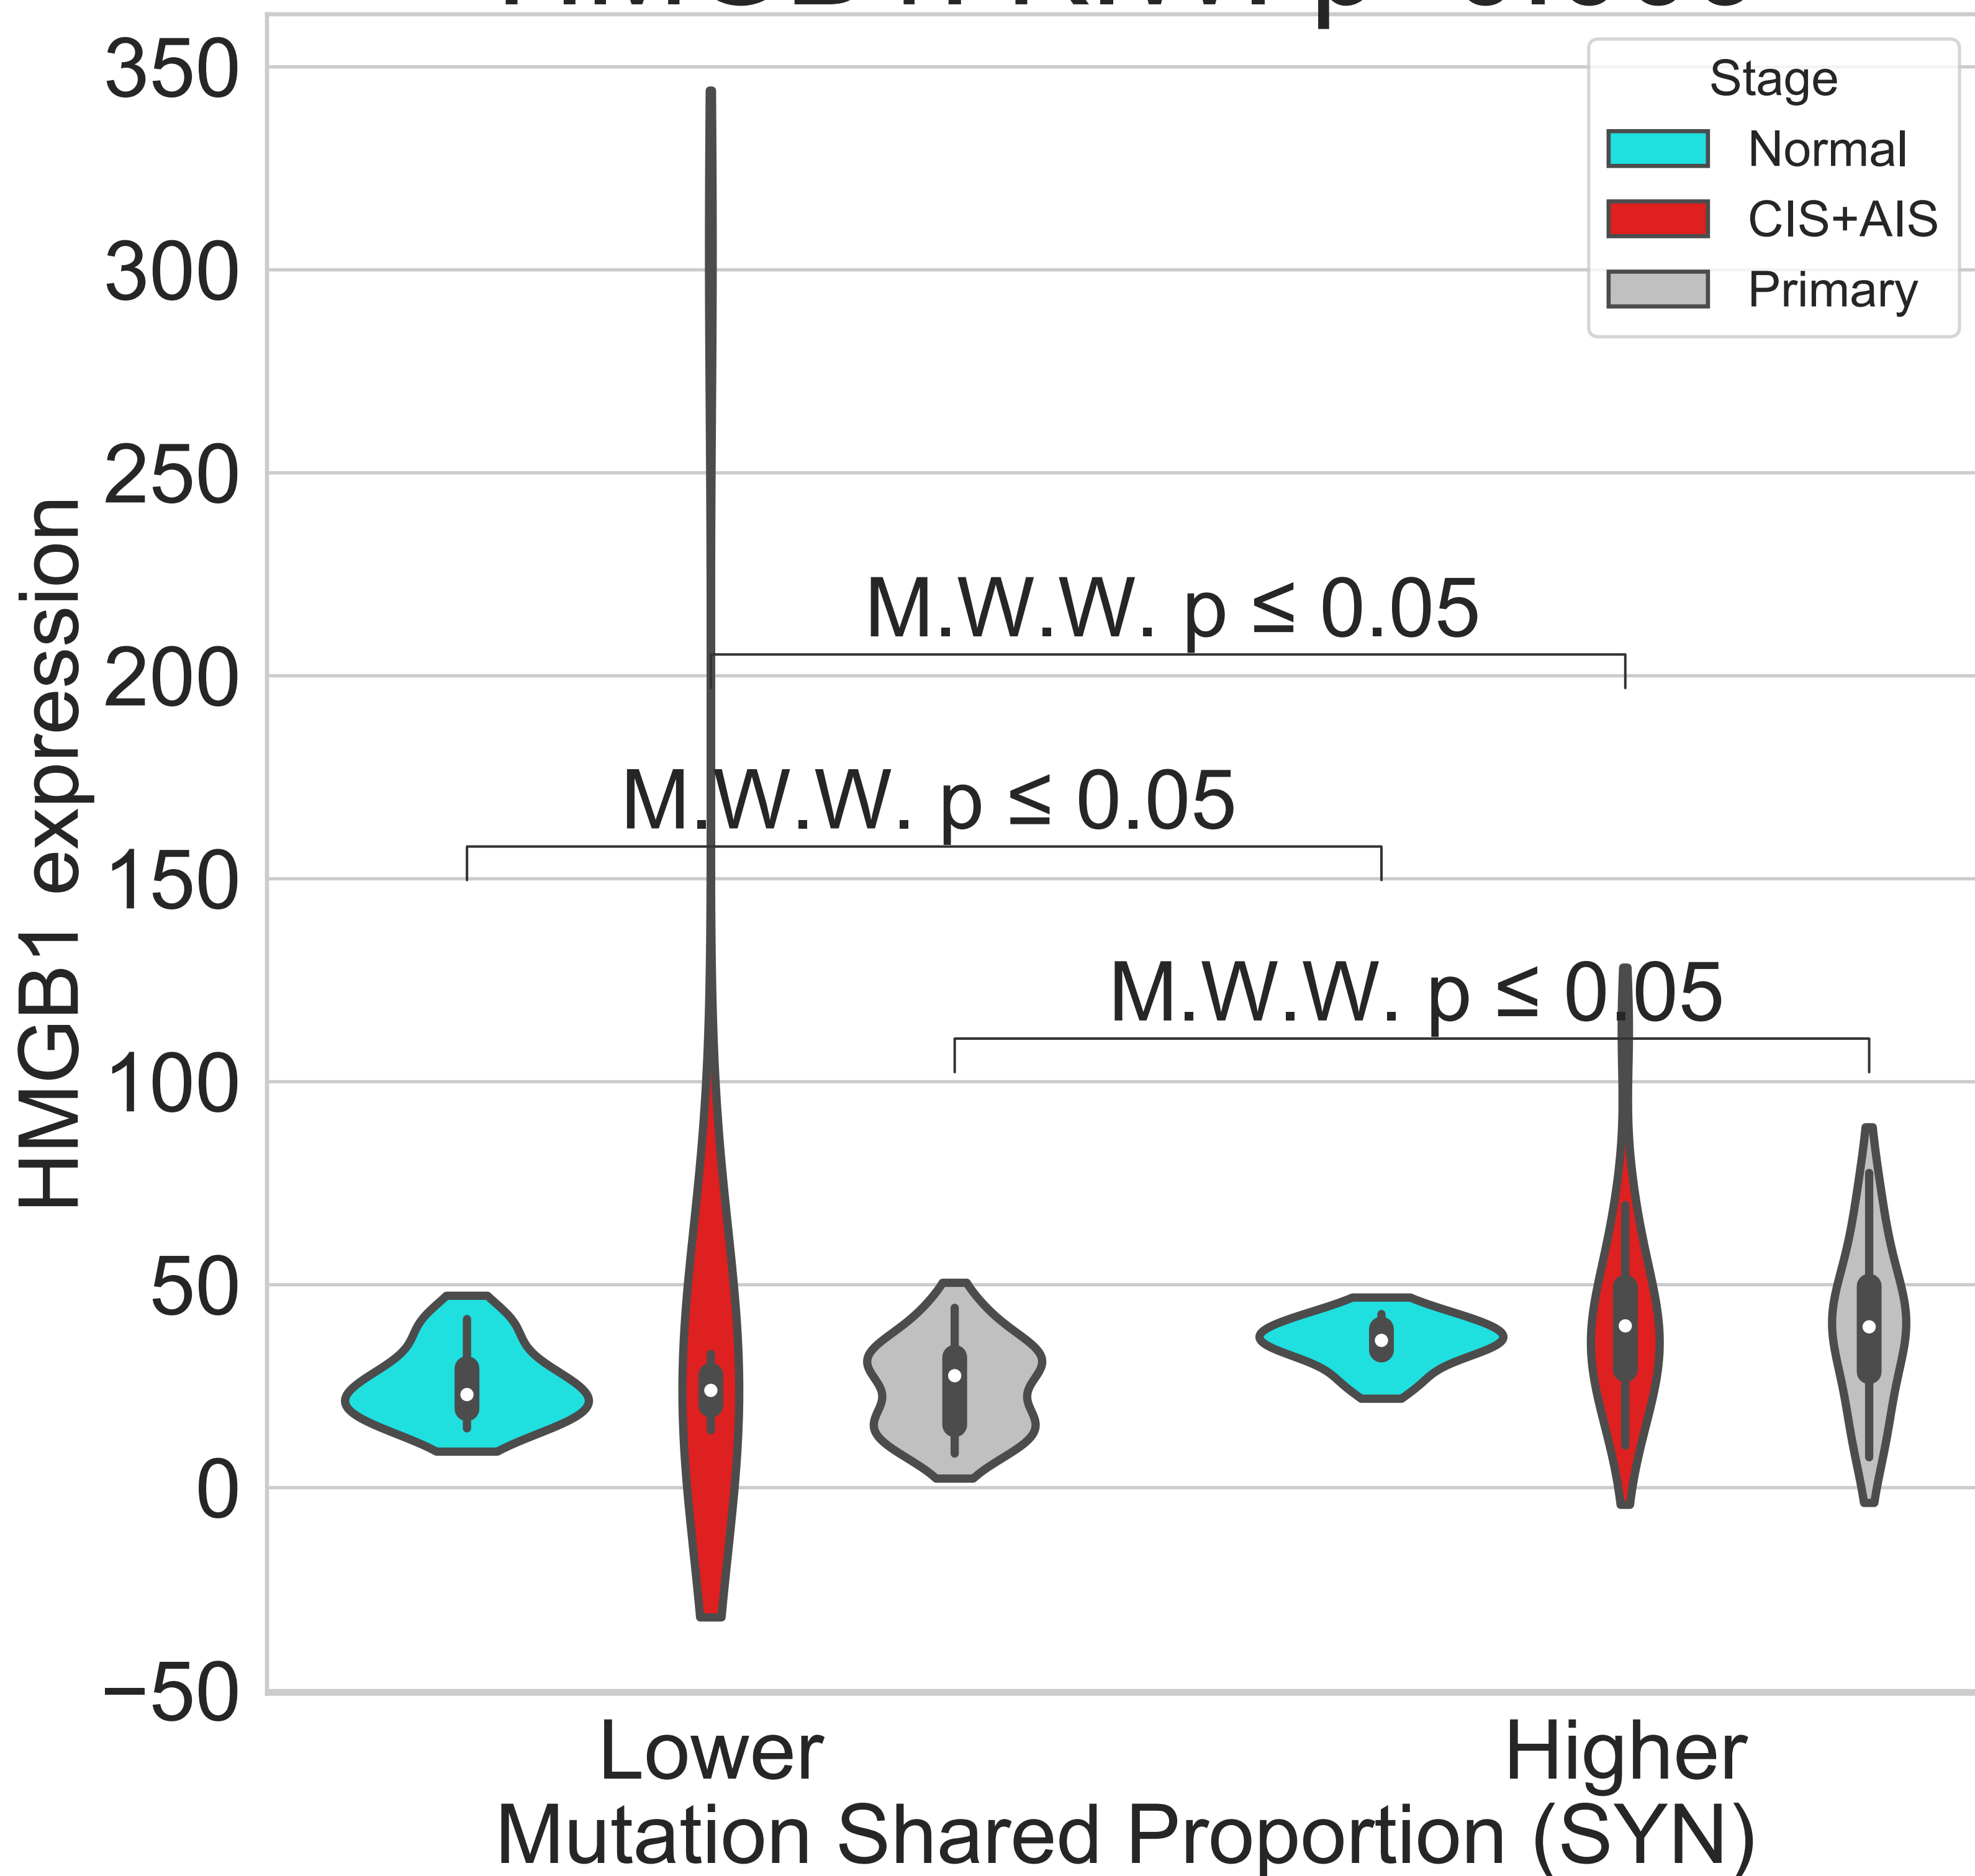 350
300
250
200
150
100
50
0
−50
HMGB1 expression
Stage
Normal
CIS+AIS
Primary
M.W.W. p ≤ 0.05
M.W.W. p ≤ 0.05
M.W.W. p ≤ 0.05
Lower
Higher
Mutation Shared Proportion (SYN)